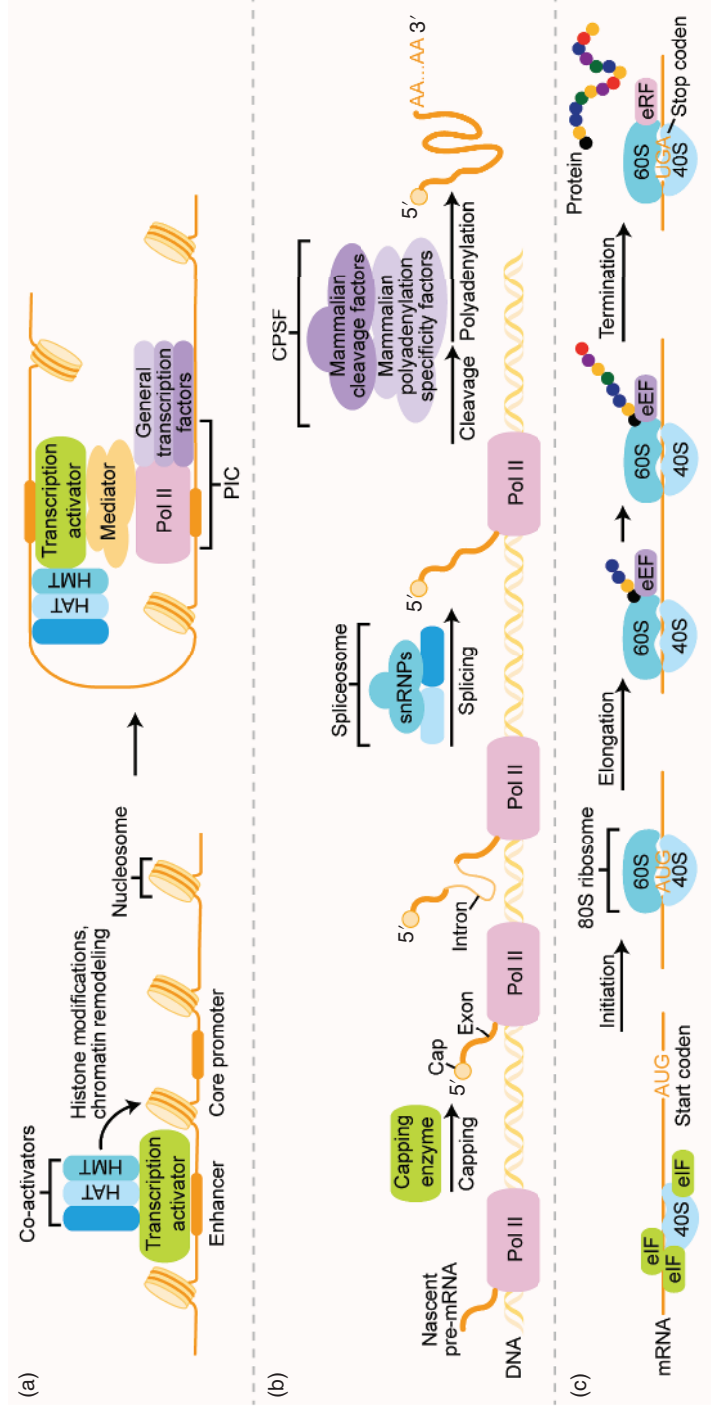 (a)
Co-activators
HAT
HMT
Transcription
activator
Enhancer
Histone modifications,
chromatin remodeling
Core promoter
Nucleosome
HAT
HMT
Transcription
activator
Mediator
Pol II
General
transcription
factors
PIC
(b)
Nascent
pre-mRNA
DNA
Pol II
Capping
enzyme
Capping
Cap
5′
Exon
Pol II
5′
Intron
Pol II
Spliceosome
snRNPs
Splicing
5′
Pol II
CPSF
Mammalian
cleavage factors
Mammalian
polyadenylation
specificity factors
Cleavage
Polyadenylation
5′
AA...AA 3′
(c)
mRNA
eIF
eIF
40S
eIF
AUG
Start coden
Initiation
80S ribosome
60S
AUG
40S
Elongation
60S
eEF
40S
60S
eEF
40S
Termination
Protein
60S
eRF
UGA
40S
Stop coden